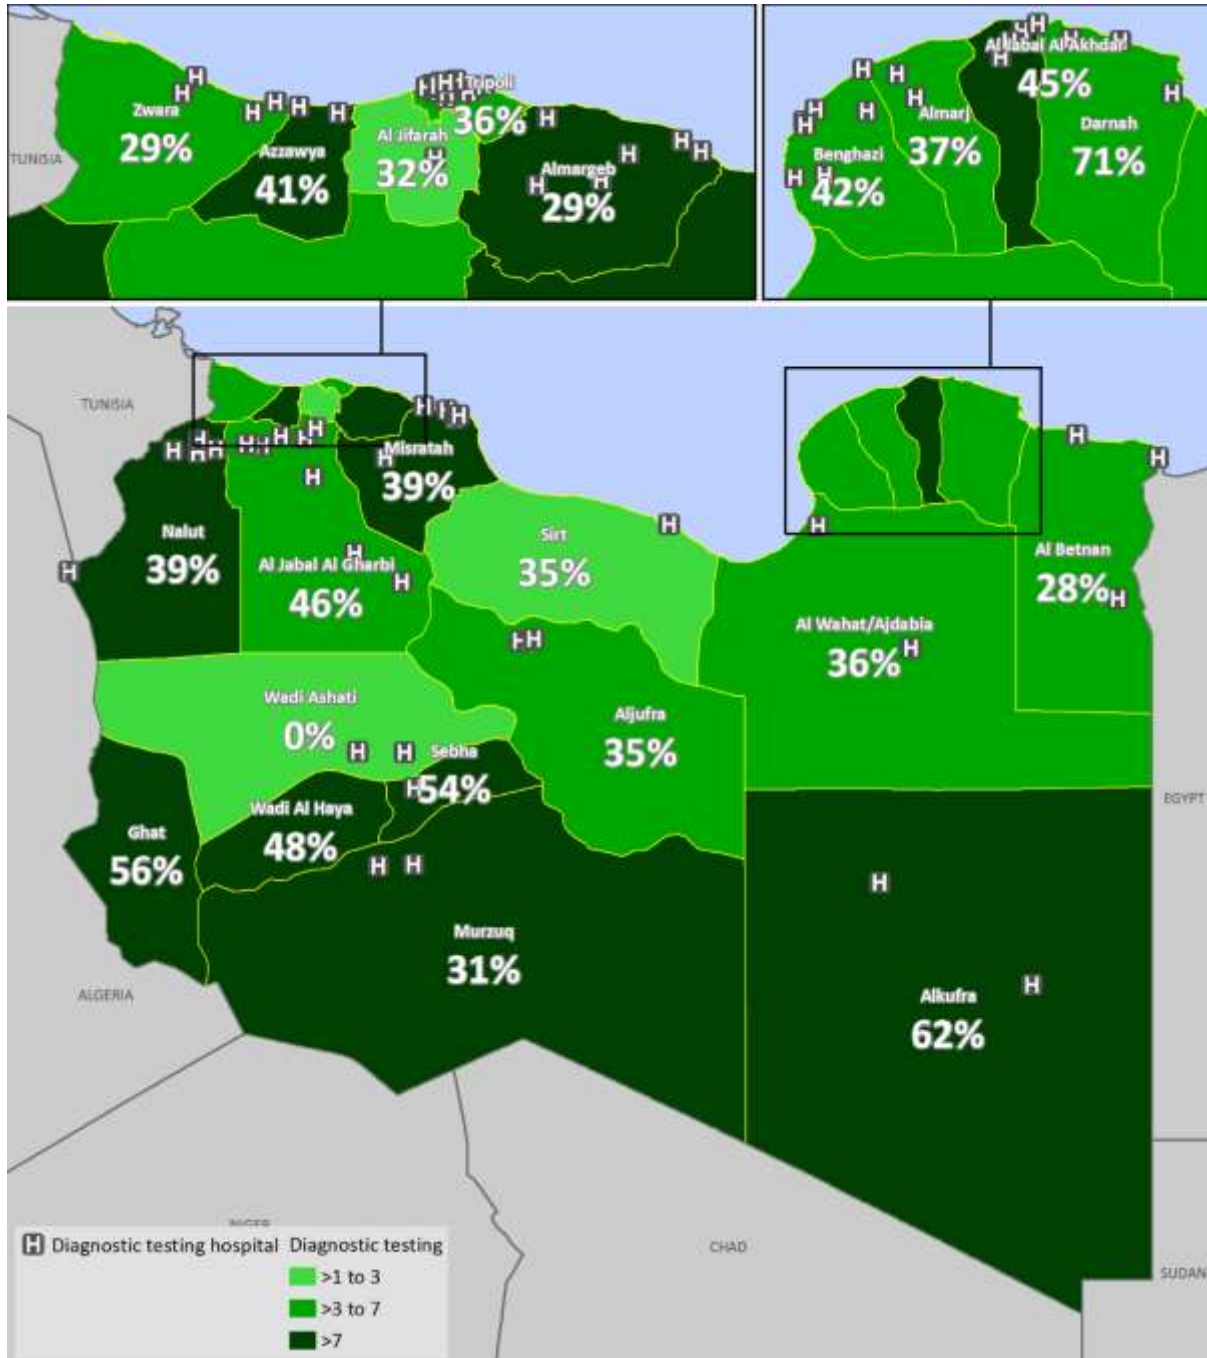 Zwara
29%
TUNISIA
Azzawya
41%
Al Jifarah
32%
Tripoli
36%
Almargeb
29%
Al Jabal Al Akhdar
45%
Almarj
37%
Darnah
71%
Benghazi
42%
TUNISIA
Misratah
39%
Nalut
39%
Al Jabal Al Gharbi
46%
Sirt
35%
Al Betnan
28%
Al Wahat/Ajdabia
36%
Wadi Ashati
0%
Aljufra
35%
Sebha
54%
Wadi Al Haya
48%
Ghat
56%
EGYPT
Murzuq
31%
ALGERIA
Alkufra
62%
NIGER
CHAD
SUDAN
H Diagnostic testing hospital
Diagnostic testing
>1 to 3
>3 to 7
>7